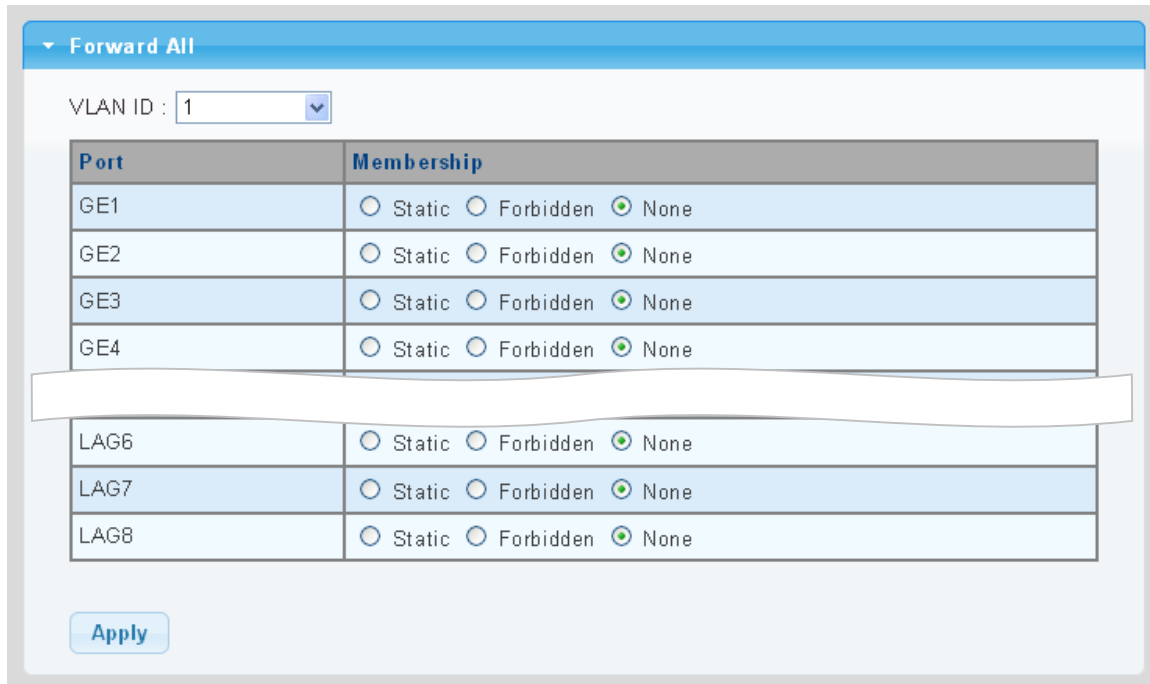 Forward All
VLAN ID : 1
Port Membership
GE1 Static Forbidden None
GE2 Static Forbidden None
GE3 Static Forbidden None
GE4 Static Forbidden None
LAG6 Static Forbidden None
LAG7 Static Forbidden None
LAG8 Static Forbidden None
Apply